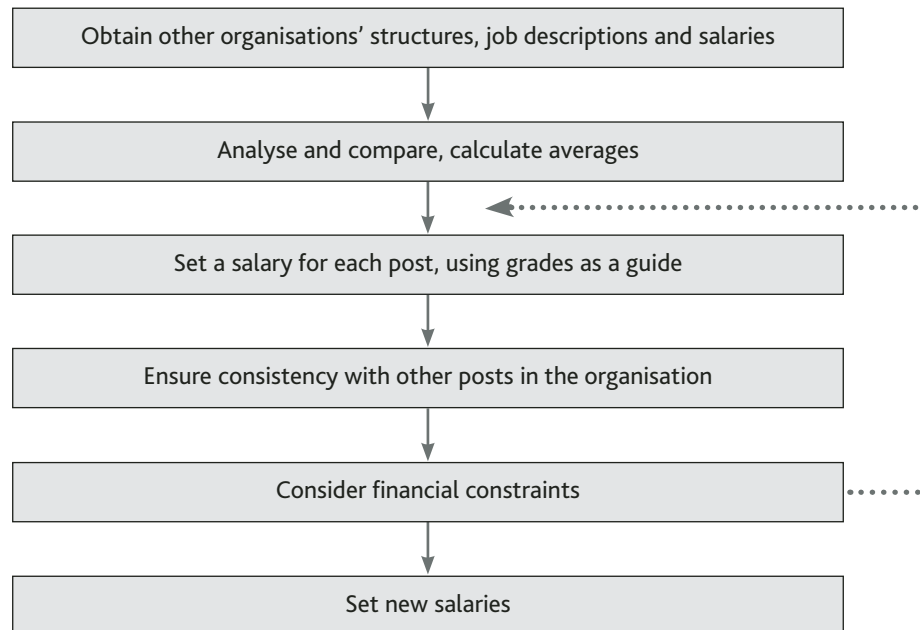 Obtain other organisations’ structures, job descriptions and salaries
Analyse and compare, calculate averages
Set a salary for each post, using grades as a guide
Ensure consistency with other posts in the organisation
Consider financial constraints
Set new salaries